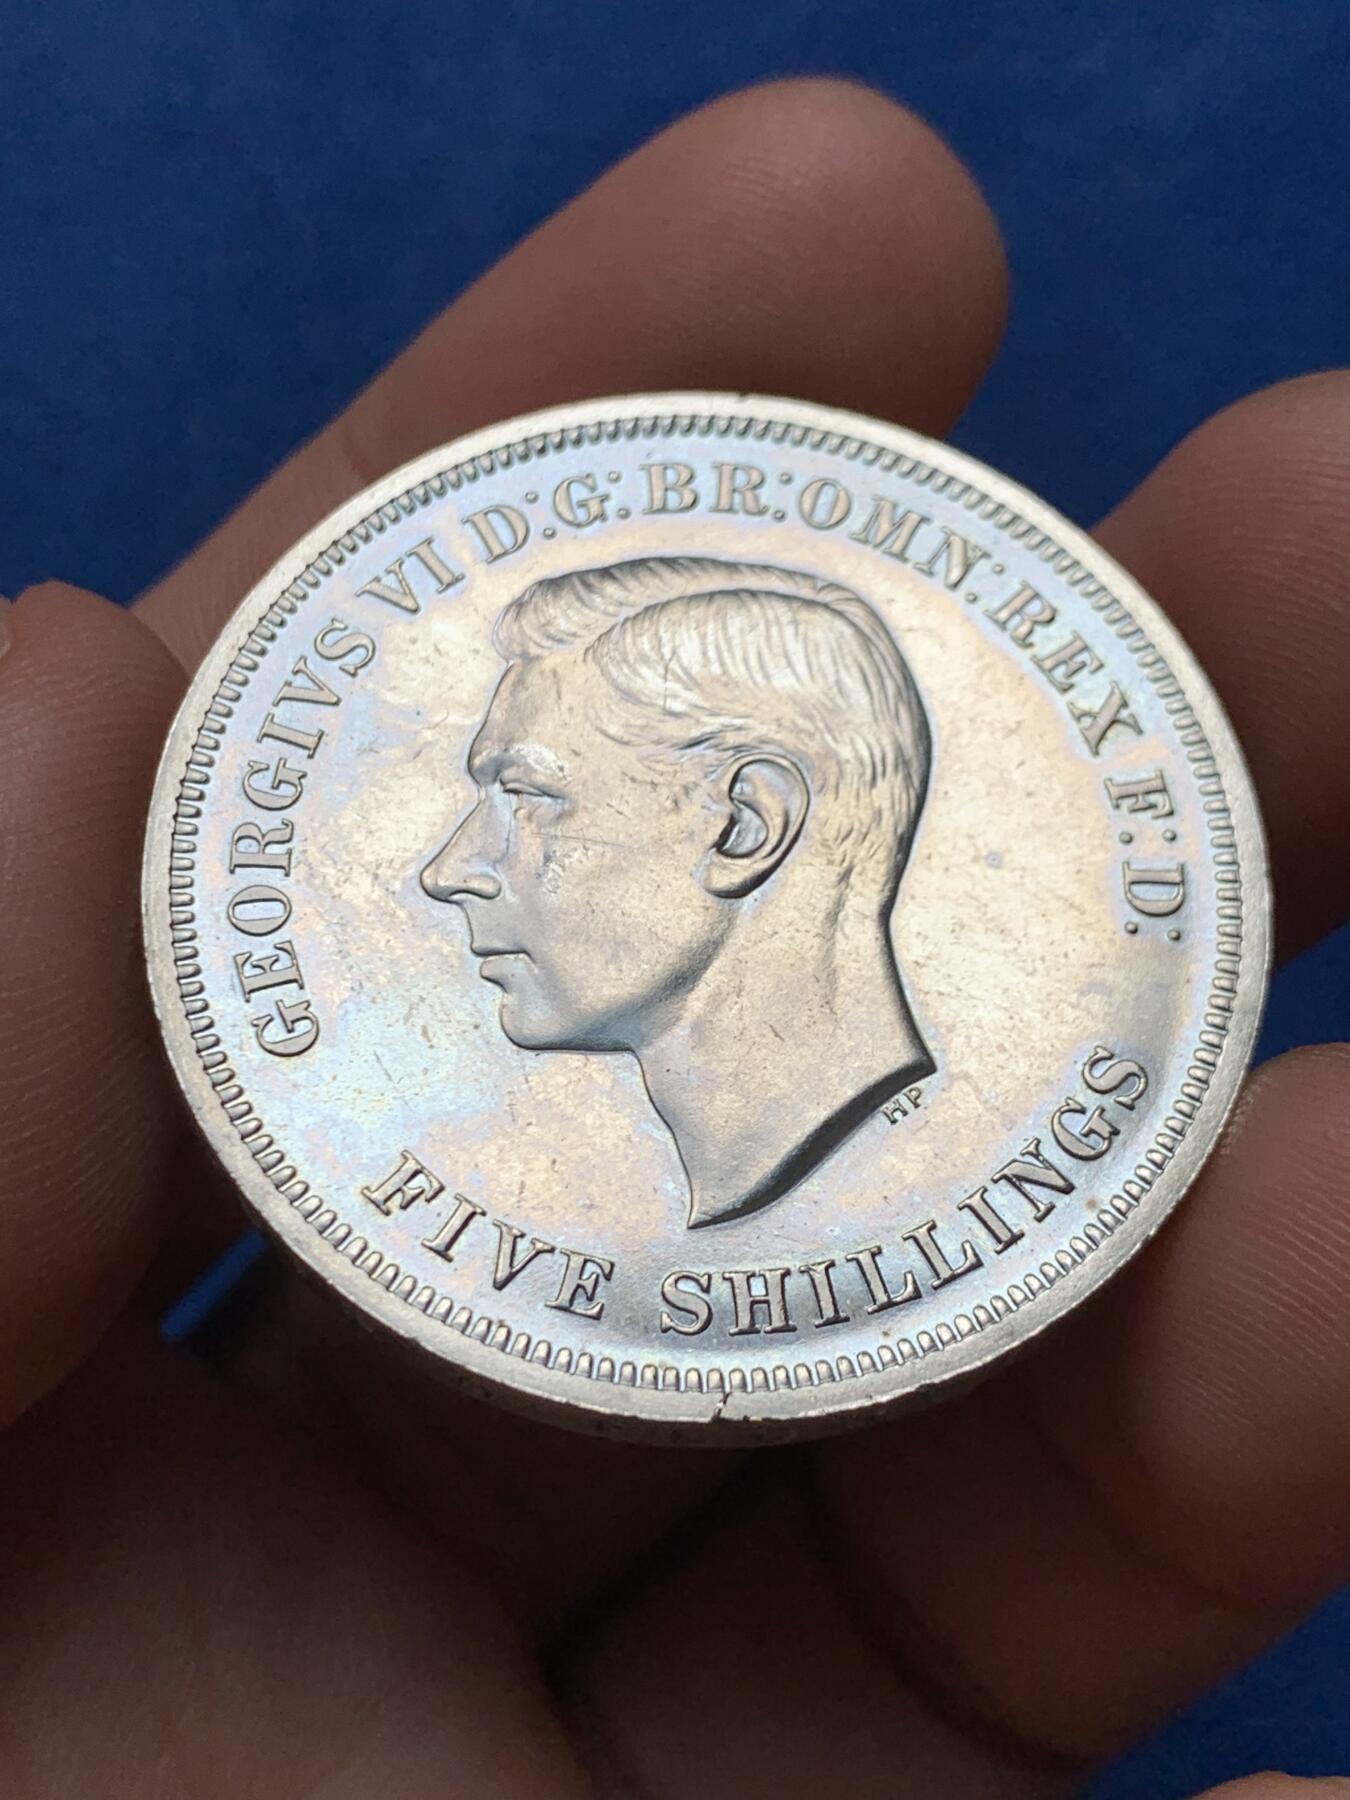 GEORGIVS VI D:G:BR:OMN:REX F:D:
HP
FIVE SHILLINGS